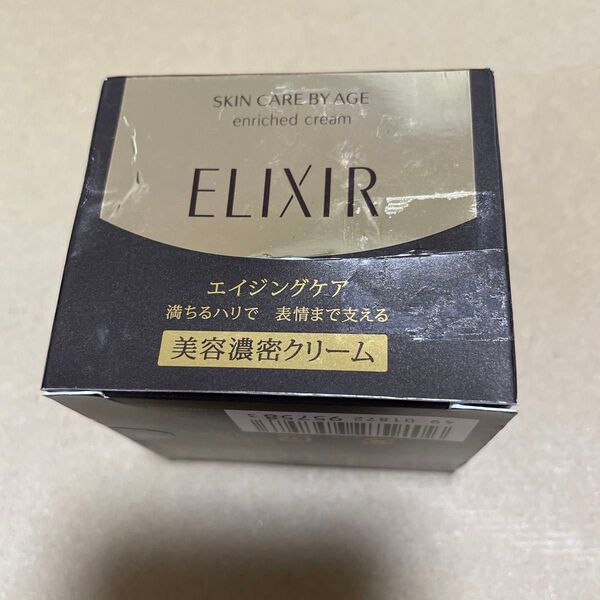 SKIN CARE BY AGE
enriched cream
ELIXIR
エイジングケア
満ちるハリで 表情まで支える
美容濃密クリーム
4901872957583